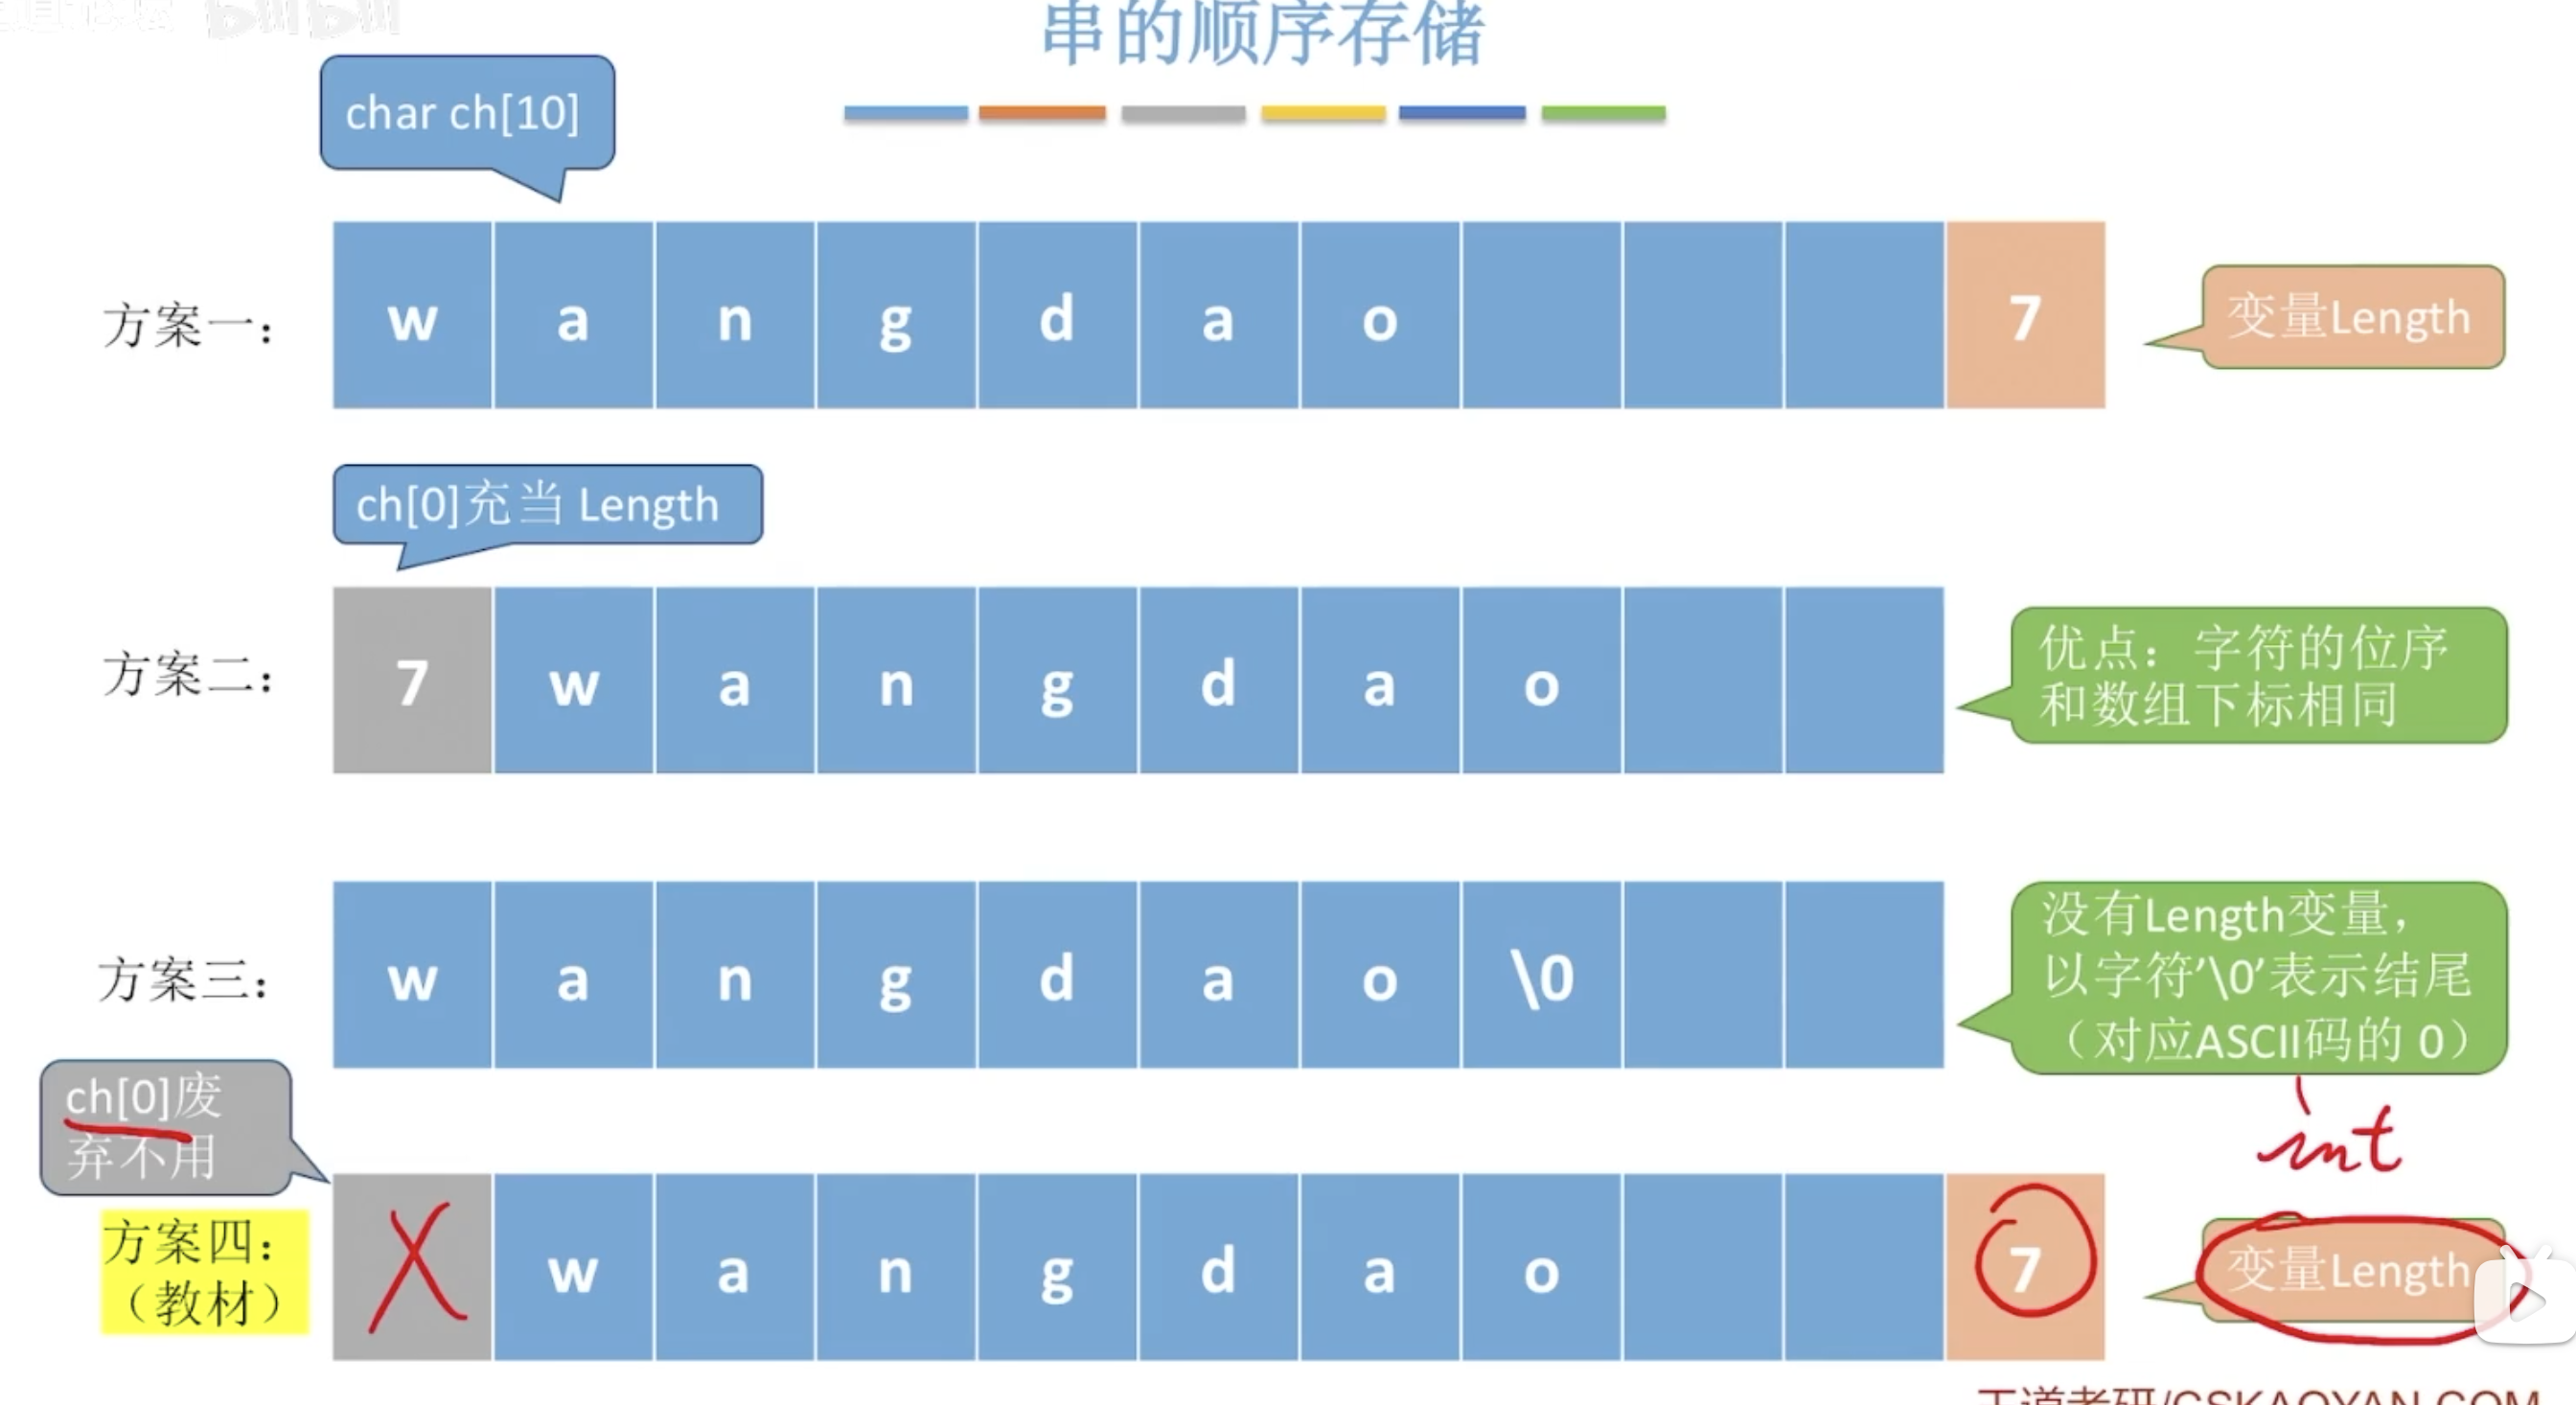 串的顺序存储
char ch[10]
方案一：
w a n g d a o 7
变量Length
ch[0]充当 Length
方案二：
7 w a n g d a o
优点：字符的位序
和数组下标相同
方案三：
w a n g d a o \0
没有Length变量，
以字符’\0’表示结尾
（对应ASCII码的 0）
int
ch[0]废
弃不用
方案四：
（教材）
w a n g d a o 7
变量Length
王道考研/CSKAOYAN.COM